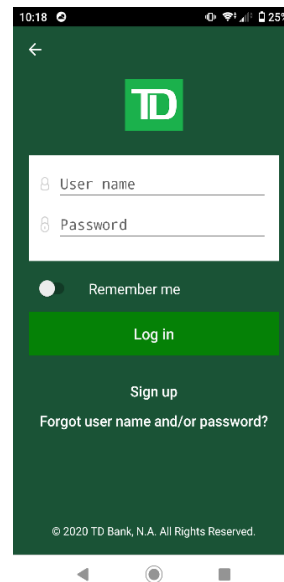 10:18 25%
TD
User name
Password
Remember me
Log in
Sign up
Forgot user name and/or password?
© 2020 TD Bank, N.A. All Rights Reserved.